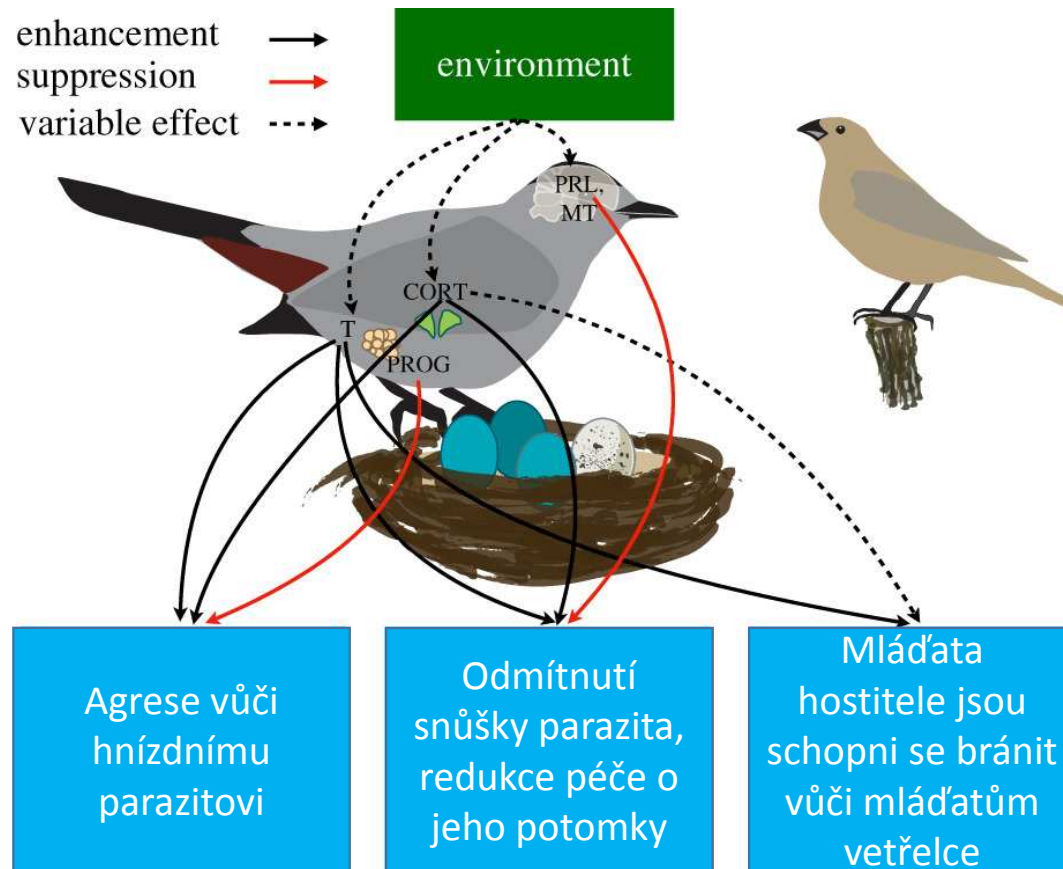 enhancement
suppression
variable effect
environment
PRL,
MT
CORT
T
PROG
Agrese vůči
hnízdnímu
parazitovi
Odmítnutí
snůšky parazita,
redukce péče o
jeho potomky
Mláďata
hostitele jsou
schopni se bránit
vůči mláďatům
vetřelce